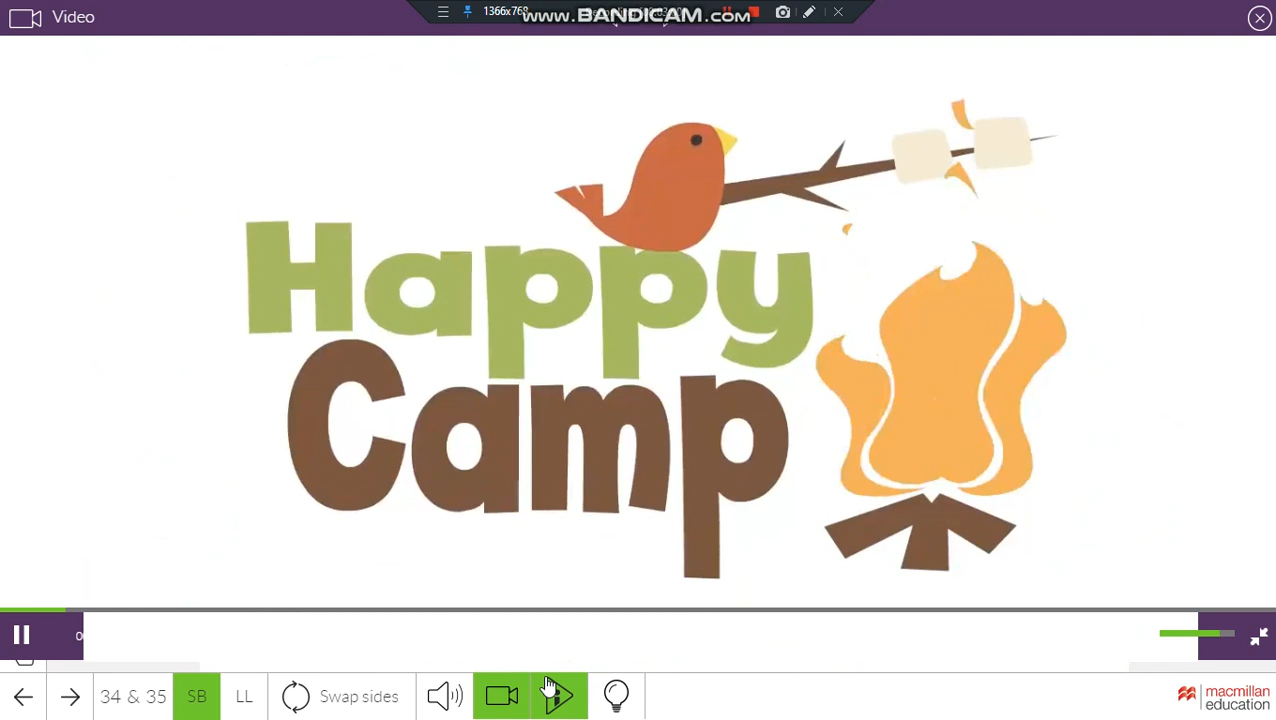 Video
1366x768
WWW.BANDICAM.COM
Happy
Camp
34 & 35
SB
LL
Swap sides
macmillan
education